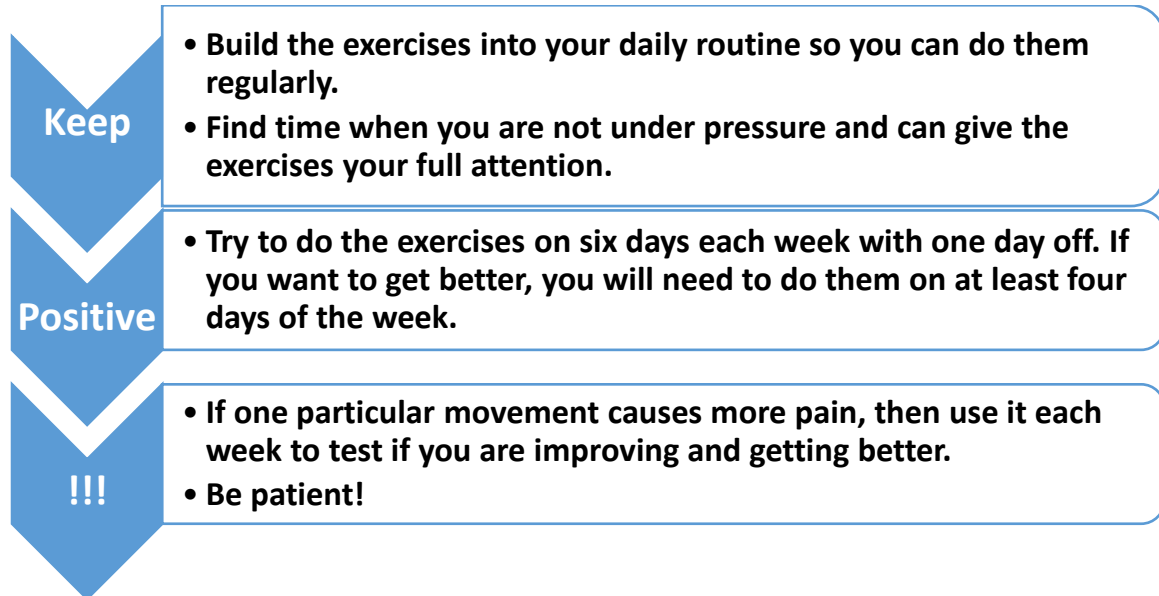 Keep
• Build the exercises into your daily routine so you can do them
regularly.
• Find time when you are not under pressure and can give the
exercises your full attention.
Positive
• Try to do the exercises on six days each week with one day off. If
you want to get better, you will need to do them on at least four
days of the week.
!!!
• If one particular movement causes more pain, then use it each
week to test if you are improving and getting better.
• Be patient!